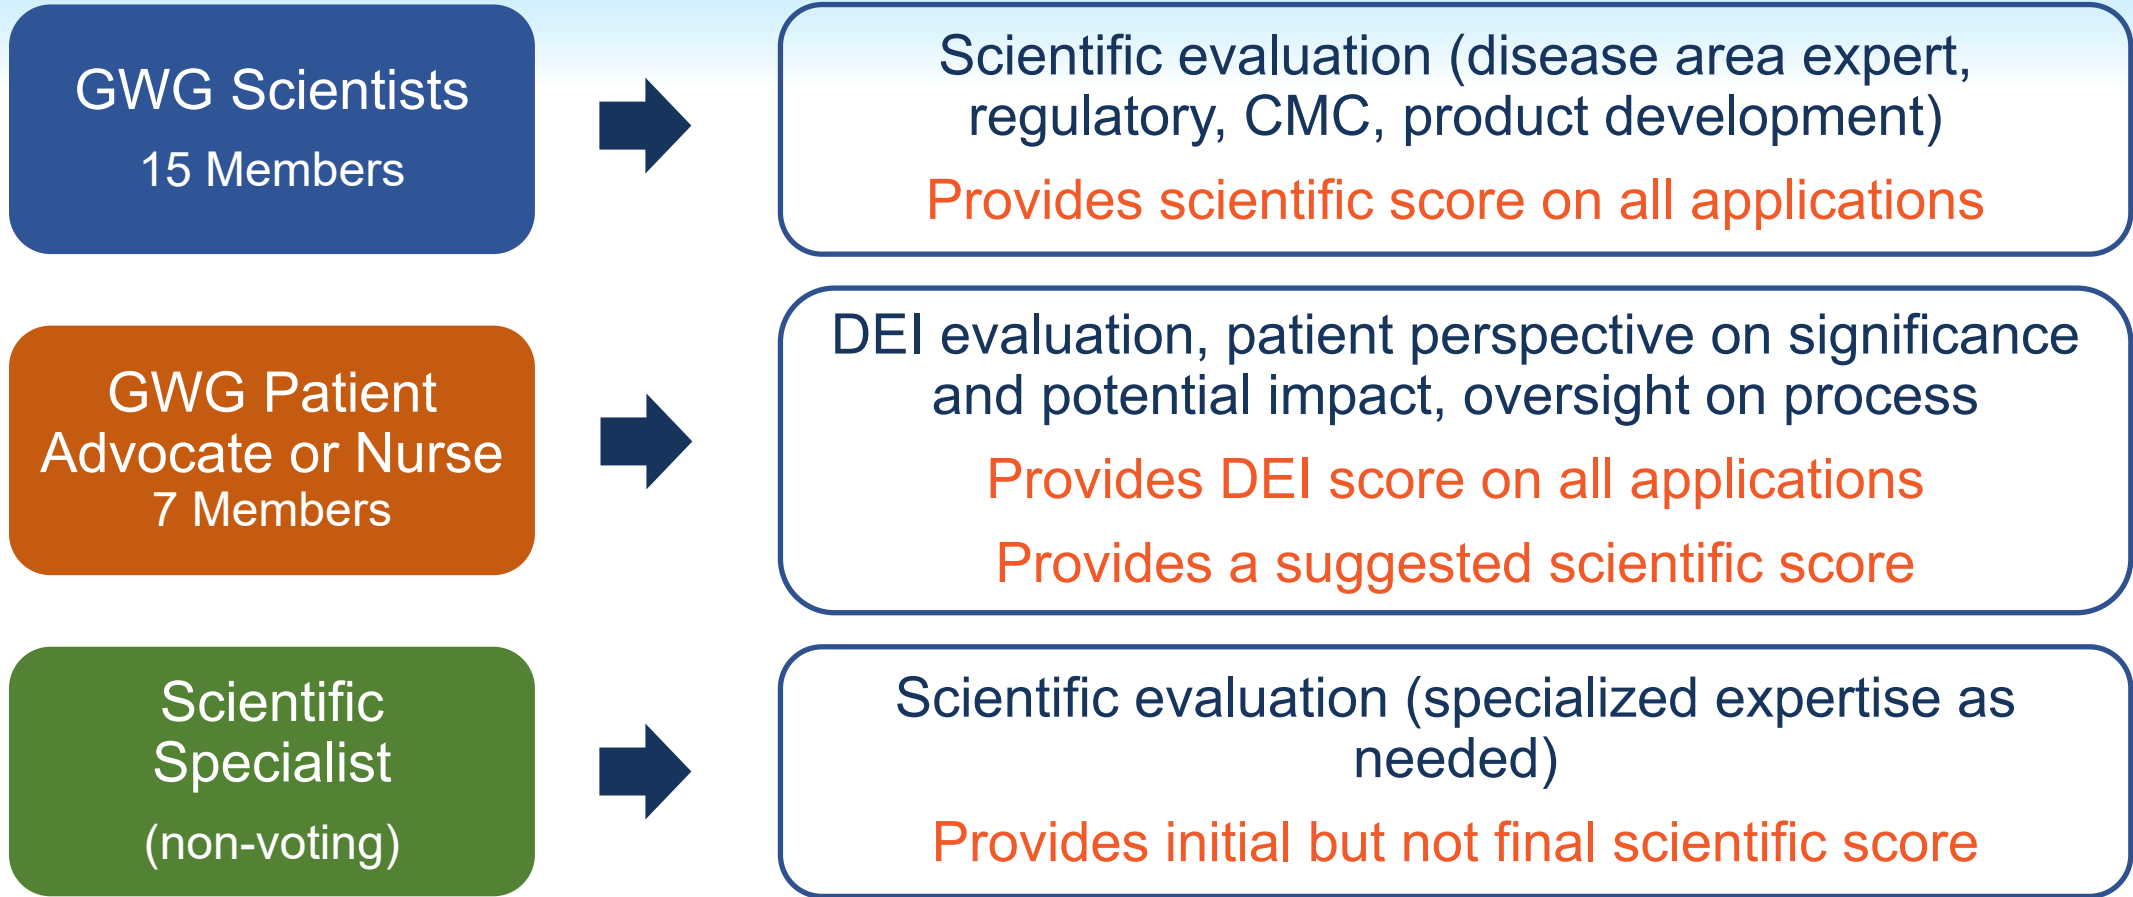 GWG Scientists
15 Members
Scientific evaluation (disease area expert,
regulatory, CMC, product development)
Provides scientific score on all applications
GWG Patient
Advocate or Nurse
7 Members
DEI evaluation, patient perspective on significance
and potential impact, oversight on process
Provides DEI score on all applications
Provides a suggested scientific score
Scientific
Specialist
(non-voting)
Scientific evaluation (specialized expertise as
needed)
Provides initial but not final scientific score